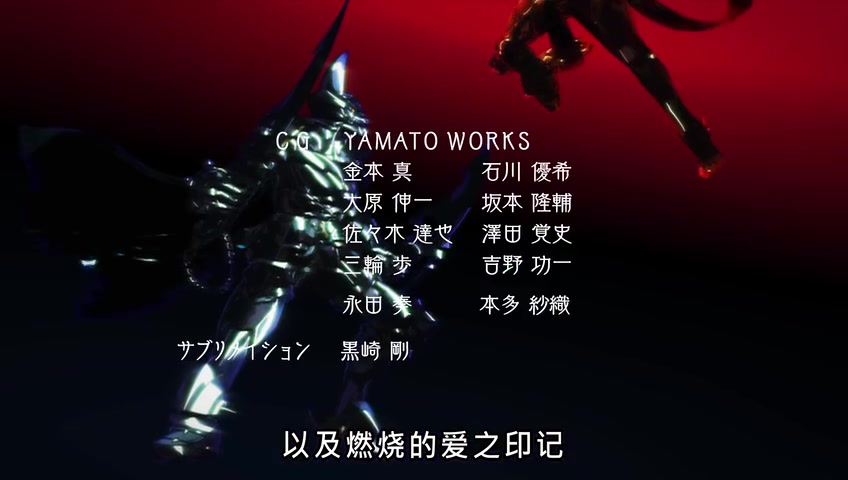 CG YAMATO WORKS
金本 真 石川 優希
大原 伸一 坂本 隆輔
佐々木 達也 澤田 覚史
三輪 歩 吉野 功一
永田 奏 本多 紗織
サブリメイション 黒崎 剛
以及燃烧的爱之印记